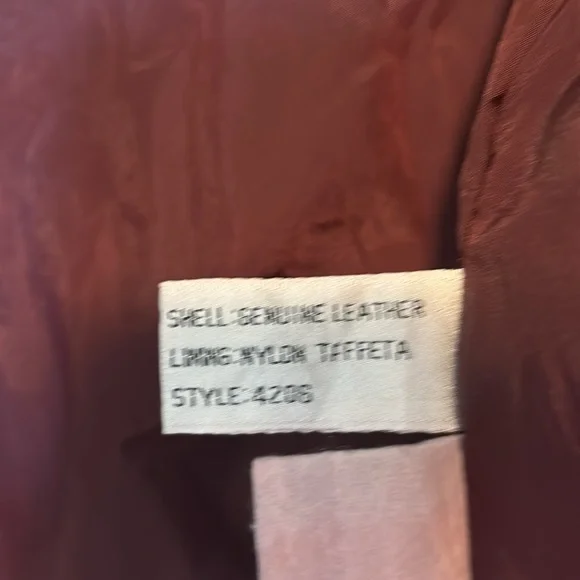 SHELL:GENUINE LEATHER
LINING:NYLON TAFFETA
STYLE:4206